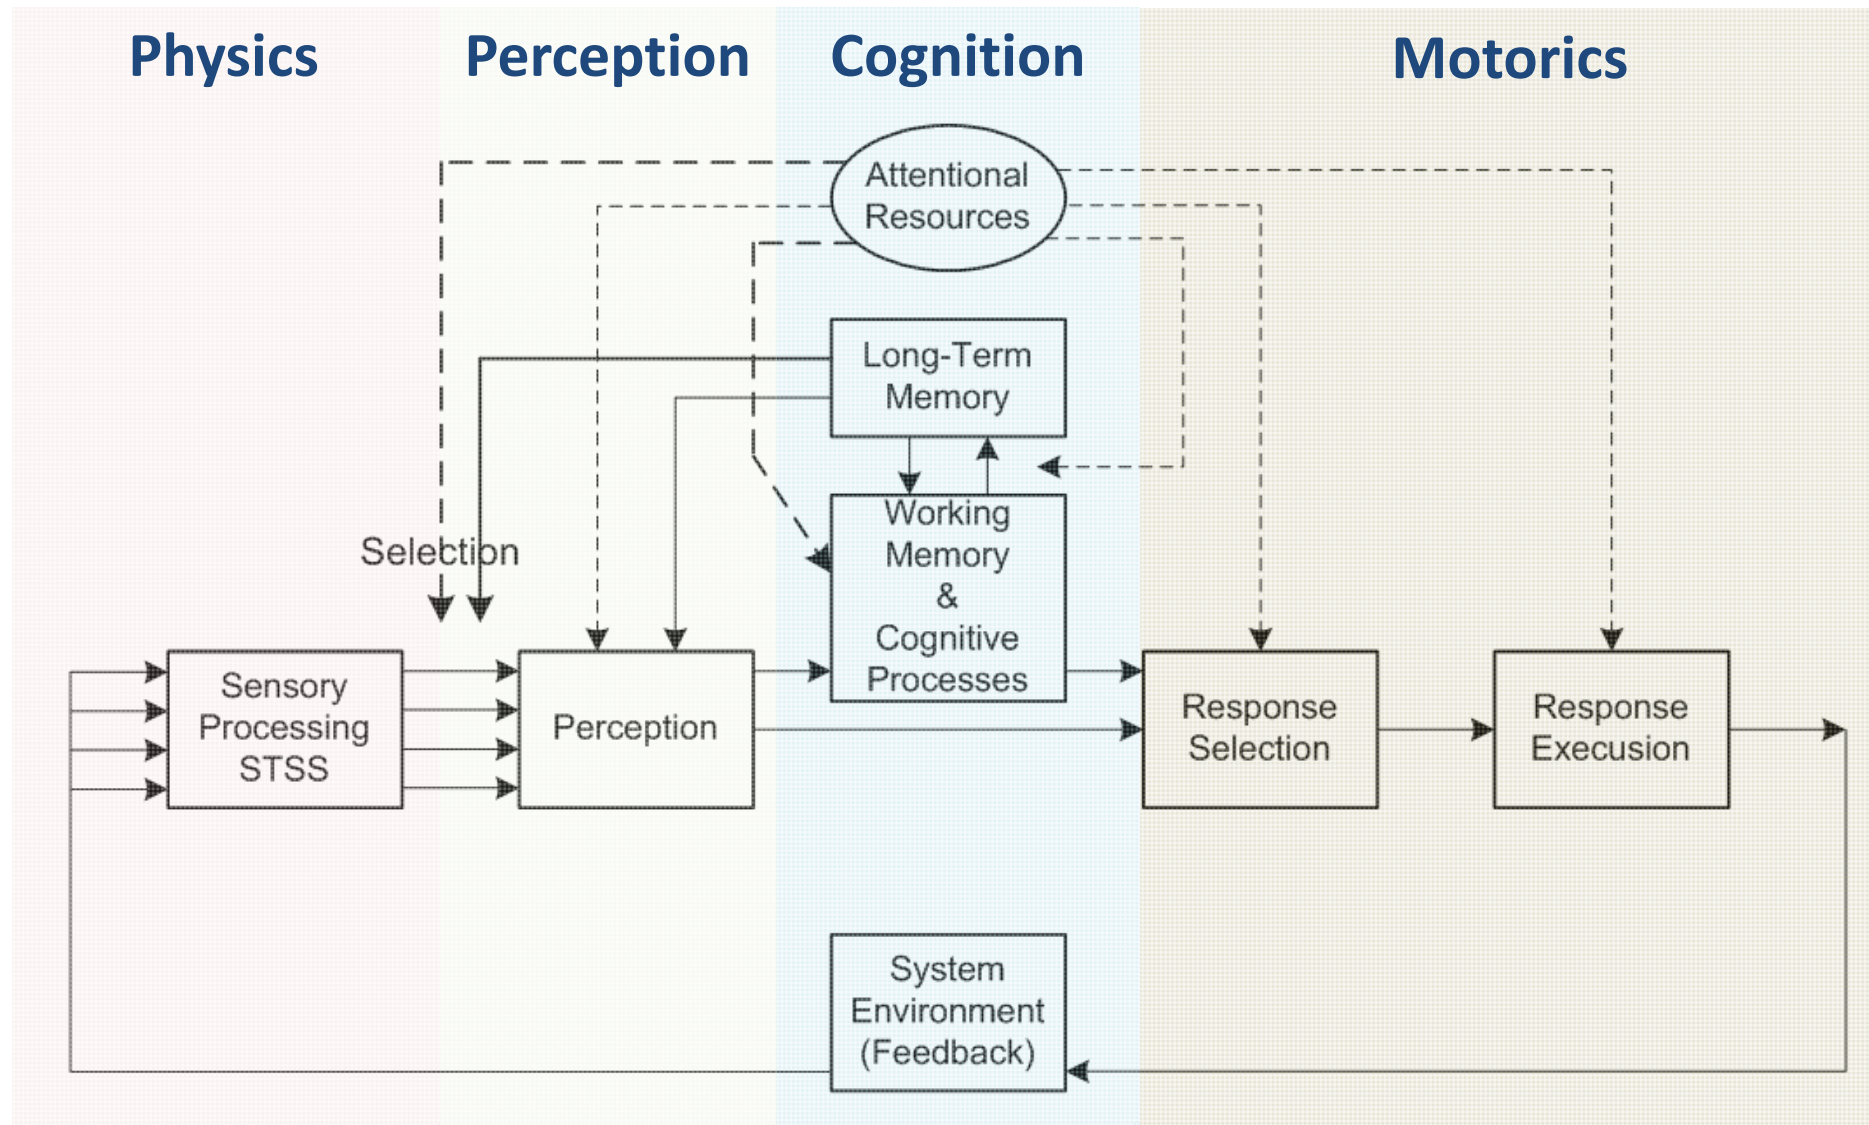 Physics
Perception
Cognition
Motorics
Attentional
Resources
Long-Term
Memory
Selection
Working
Memory
&
Cognitive
Processes
Sensory
Processing
STSS
Perception
Response
Selection
Response
Execusion
System
Environment
(Feedback)